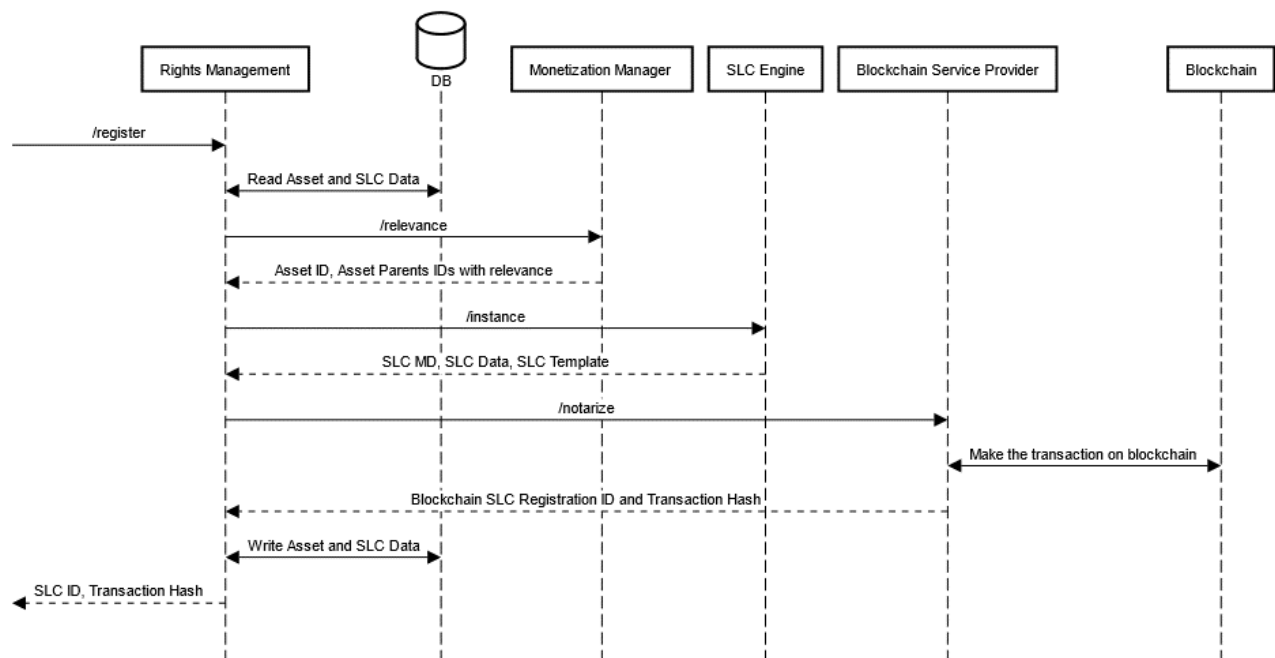 Rights Management
DB
Monetization Manager
SLC Engine
Blockchain Service Provider
Blockchain
/register
Read Asset and SLC Data
/relevance
Asset ID, Asset Parents IDs with relevance
/instance
SLC MD, SLC Data, SLC Template
/notarize
Make the transaction on blockchain
Blockchain SLC Registration ID and Transaction Hash
Write Asset and SLC Data
SLC ID, Transaction Hash